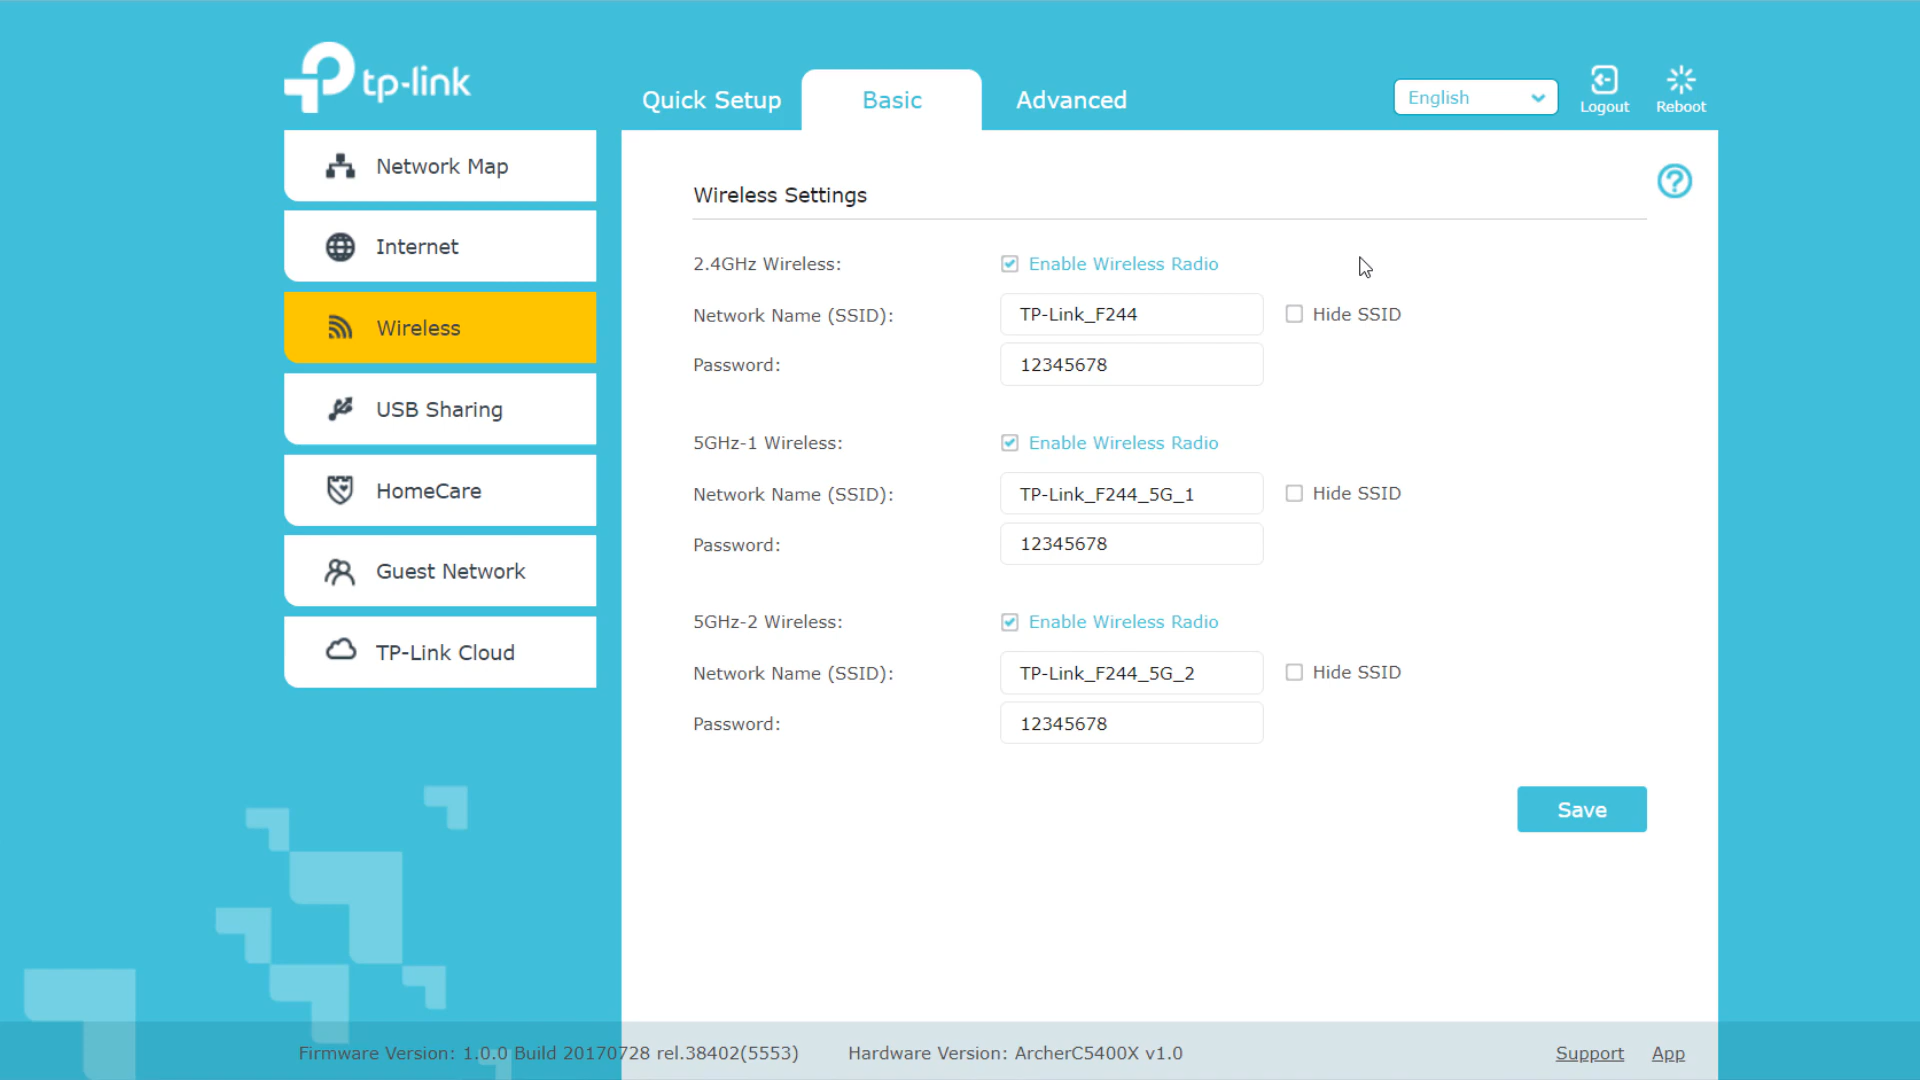 tp-link
Quick Setup
Basic
Advanced
English
Logout
Reboot
Network Map
Internet
Wireless
USB Sharing
HomeCare
Guest Network
TP-Link Cloud
Wireless Settings
2.4GHz Wireless: Enable Wireless Radio
Network Name (SSID): TP-Link_F244 Hide SSID
Password: 12345678
5GHz-1 Wireless: Enable Wireless Radio
Network Name (SSID): TP-Link_F244_5G_1 Hide SSID
Password: 12345678
5GHz-2 Wireless: Enable Wireless Radio
Network Name (SSID): TP-Link_F244_5G_2 Hide SSID
Password: 12345678
Save
Firmware Version: 1.0.0 Build 20170728 rel.38402(5553) Hardware Version: ArcherC5400X v1.0 Support App